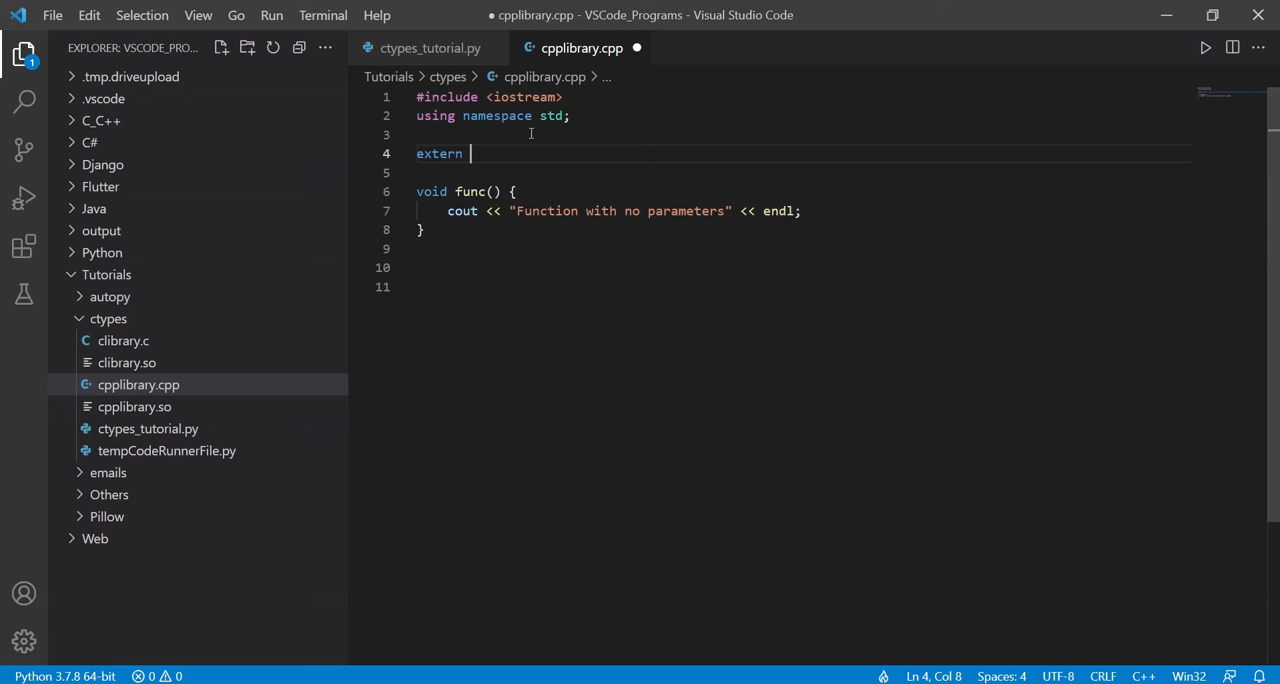 File Edit Selection View Go Run Terminal Help
● cpplibrary.cpp - VSCode_Programs - Visual Studio Code
EXPLORER: VSCODE_PRO...
ctypes_tutorial.py
cpplibrary.cpp
1
.tmp.driveupload
.vscode
C_C++
C#
Django
Flutter
Java
output
Python
Tutorials
autopy
ctypes
C clibrary.c
clibrary.so
cpplibrary.cpp
cpplibrary.so
ctypes_tutorial.py
tempCodeRunnerFile.py
emails
Others
Pillow
Web
Tutorials > ctypes > cpplibrary.cpp > ...
1 #include <iostream>
2 using namespace std;
3
4 extern
5
6 void func() {
7 cout << "Function with no parameters" << endl;
8 }
9
10
11
Python 3.7.8 64-bit 0 0 Ln 4, Col 8 Spaces: 4 UTF-8 CRLF C++ Win32